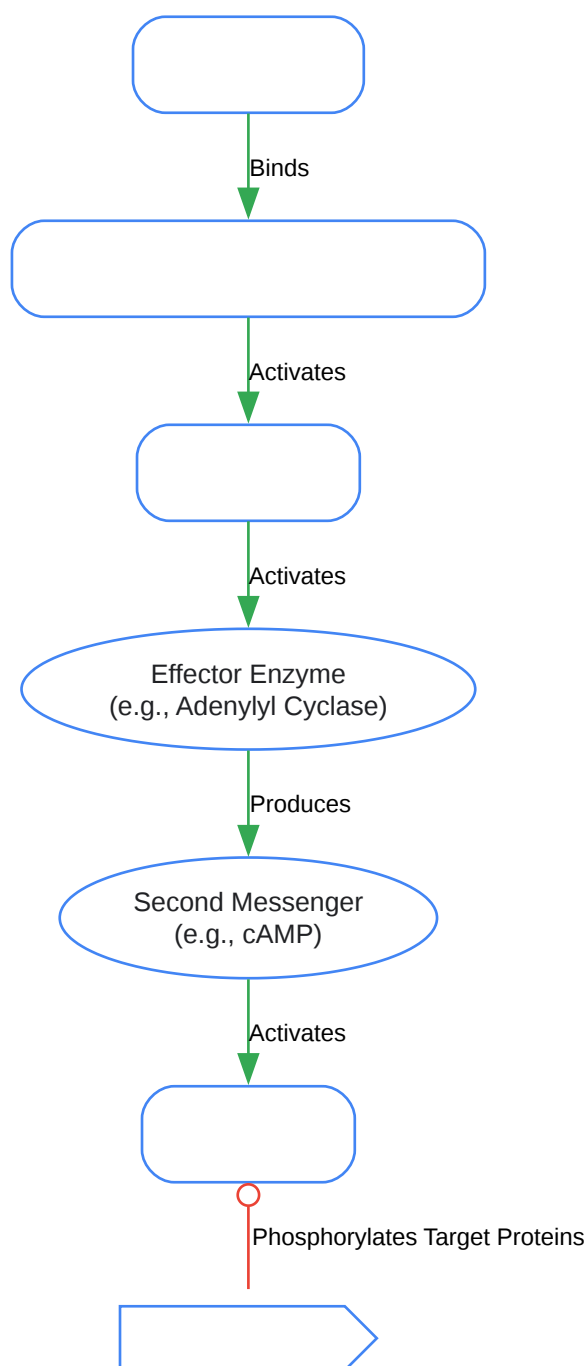 Binds
Activates
Activates
Effector Enzyme
(e.g., Adenylyl Cyclase)
Produces
Second Messenger
(e.g., cAMP)
Activates
Phosphorylates Target Proteins